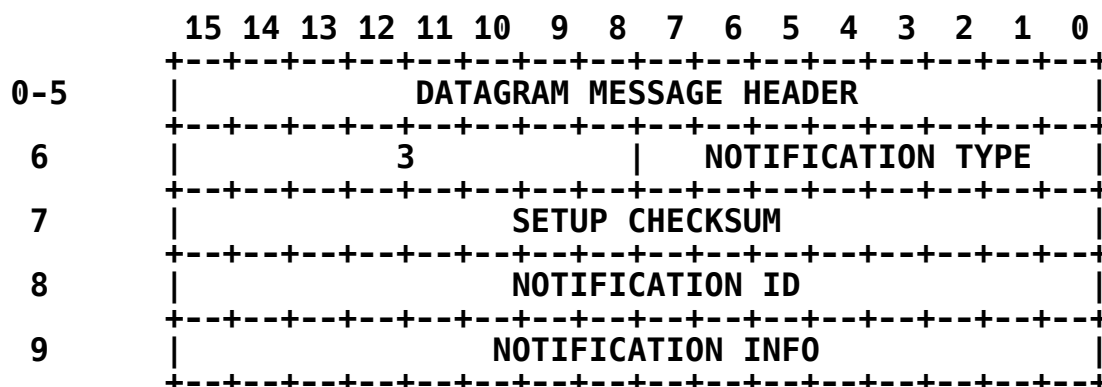 15 14 13 12 11 10 9 8 7 6 5 4 3 2 1 0
+--+--+--+--+--+--+--+--+--+--+--+--+--+--+--+--+
0-5 | DATAGRAM MESSAGE HEADER |
+--+--+--+--+--+--+--+--+--+--+--+--+--+--+--+--+
6 | 3 | NOTIFICATION TYPE |
+--+--+--+--+--+--+--+--+--+--+--+--+--+--+--+--+
7 | SETUP CHECKSUM |
+--+--+--+--+--+--+--+--+--+--+--+--+--+--+--+--+
8 | NOTIFICATION ID |
+--+--+--+--+--+--+--+--+--+--+--+--+--+--+--+--+
9 | NOTIFICATION INFO |
+--+--+--+--+--+--+--+--+--+--+--+--+--+--+--+--+